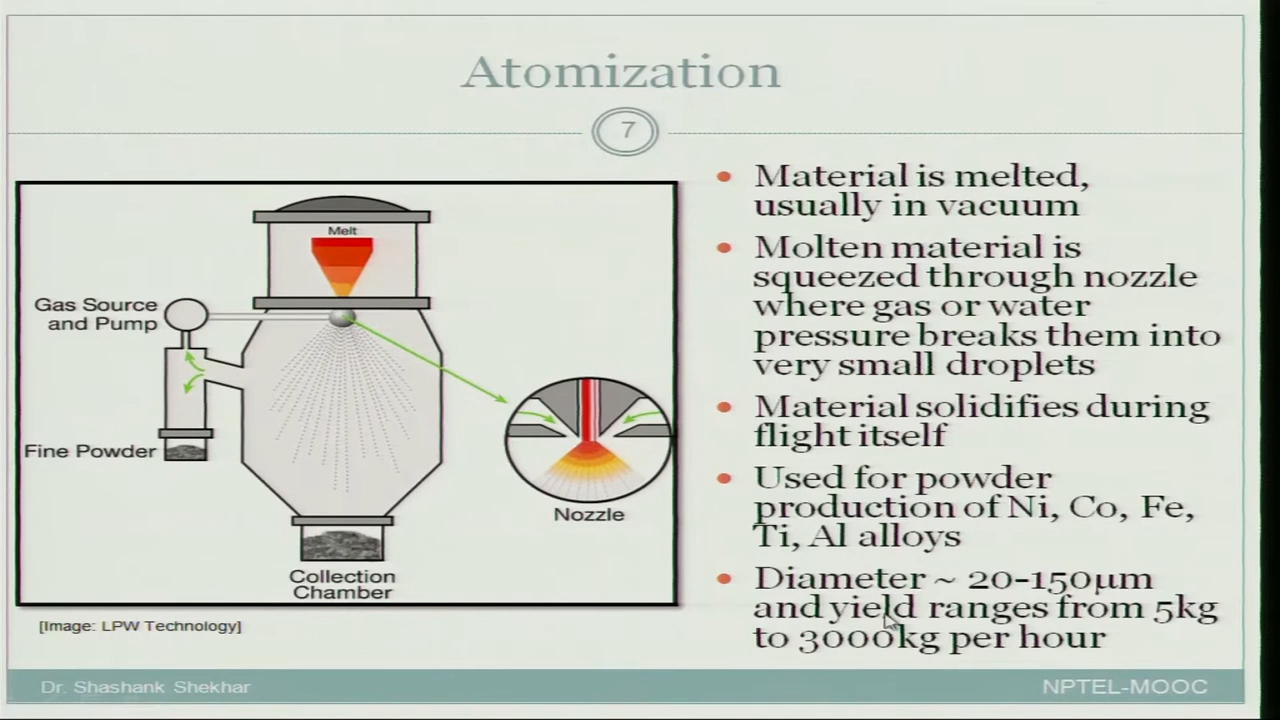 Atomization
7
Melt
Gas Source
and Pump
Fine Powder
Nozzle
Collection
Chamber
[Image: LPW Technology]
Material is melted,
usually in vacuum
Molten material is
squeezed through nozzle
where gas or water
pressure breaks them into
very small droplets
Material solidifies during
flight itself
Used for powder
production of Ni, Co, Fe,
Ti, Al alloys
Diameter ~ 20-150µm
and yield ranges from 5kg
to 3000kg per hour
Dr. Shashank Shekhar
NPTEL-MOOC